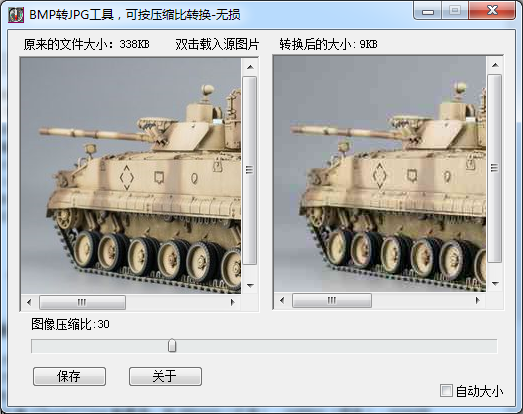 BMP转JPG工具，可按压缩比转换-无损
原来的文件大小：338KB 双击载入源图片 转换后的大小:9KB
图像压缩比:30
保存 关于
自动大小